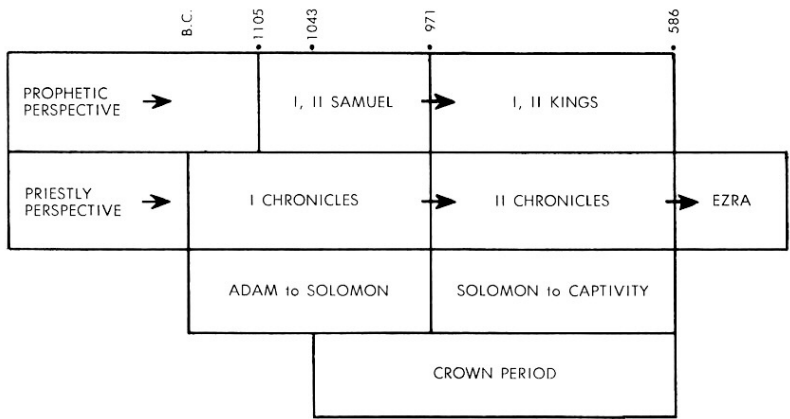 B.C.
1105
1043
971
586
PROPHETIC
PERSPECTIVE
I, II SAMUEL
I, II KINGS
PRIESTLY
PERSPECTIVE
I CHRONICLES
II CHRONICLES
EZRA
ADAM to SOLOMON
SOLOMON to CAPTIVITY
CROWN PERIOD